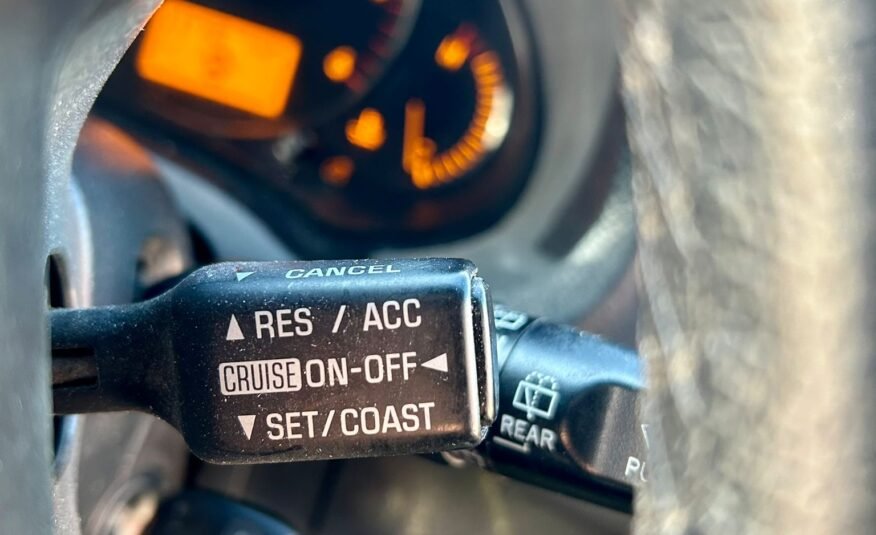 CANCEL
RES / ACC
CRUISE ON-OFF
SET/COAST
REAR